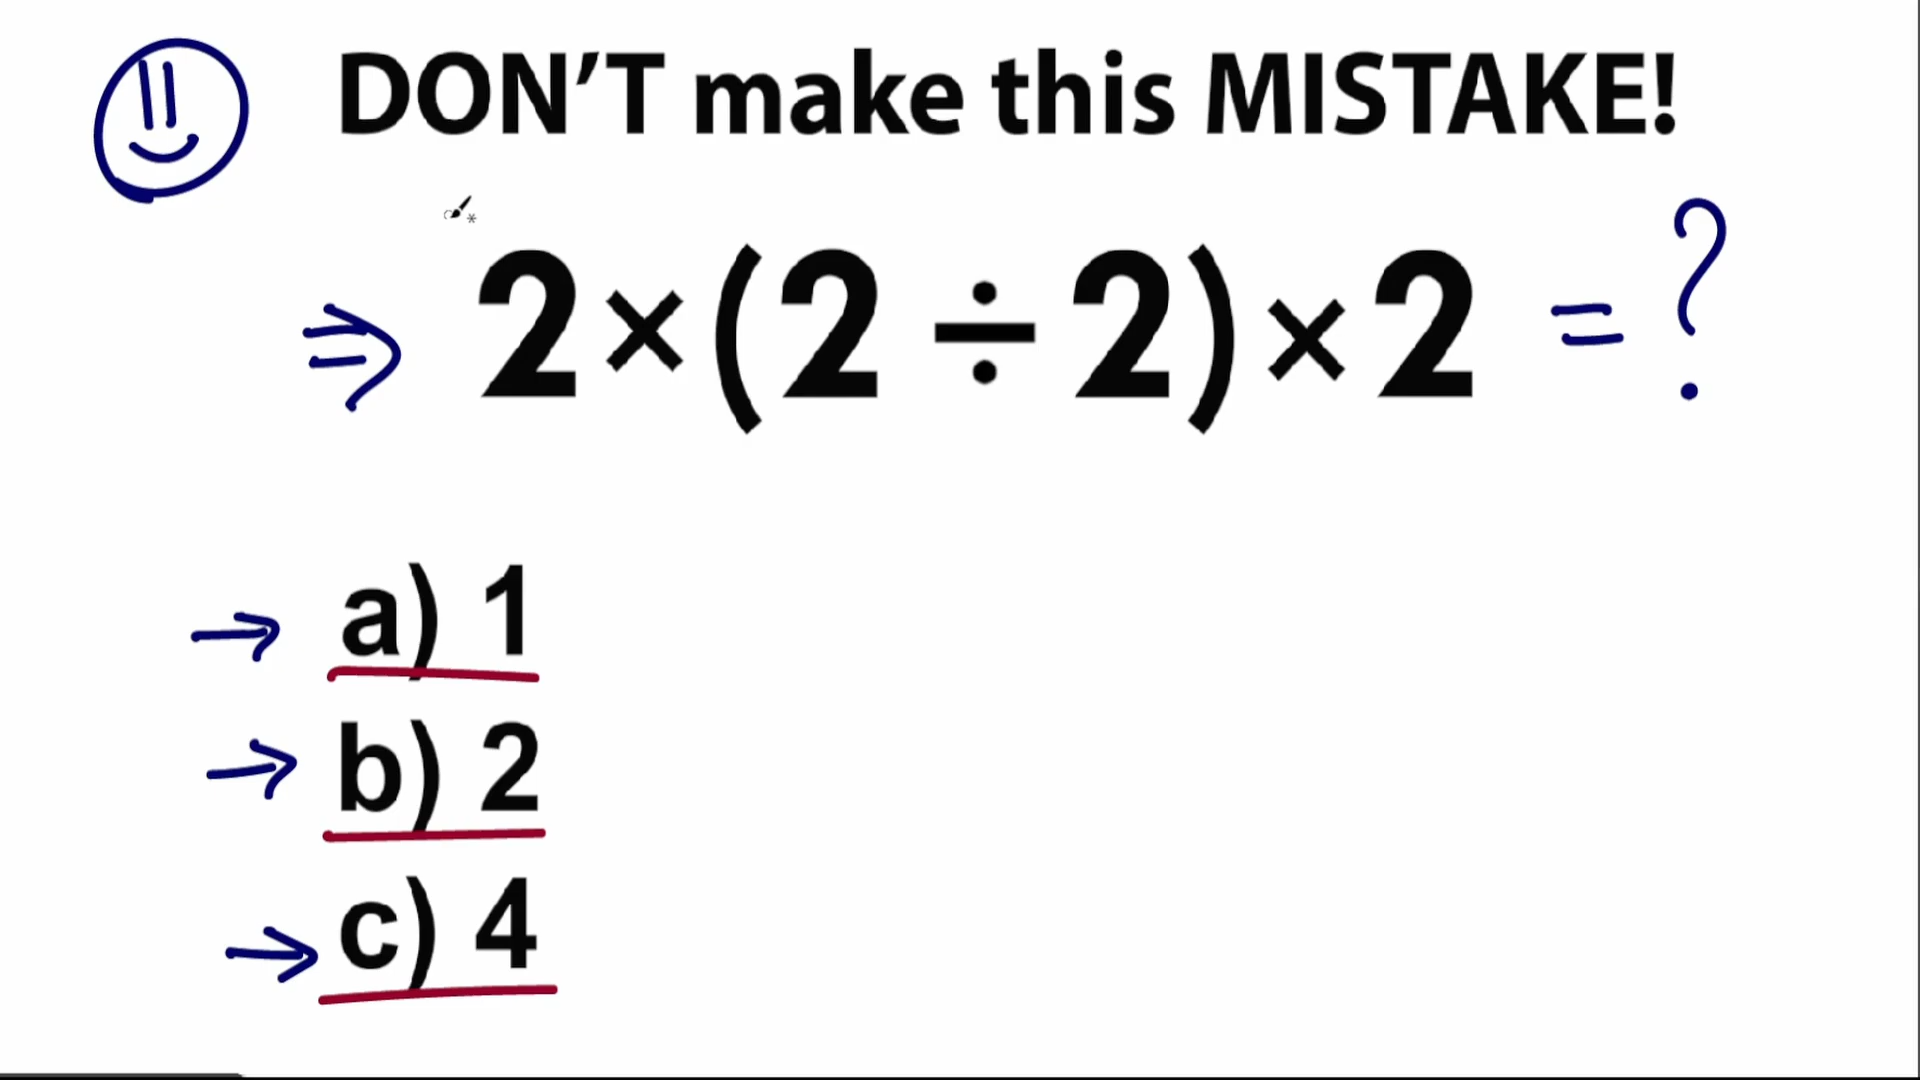 DON'T make this MISTAKE!
⇒ 2×(2÷2)×2 = ?
→ a) 1
→ b) 2
→ c) 4